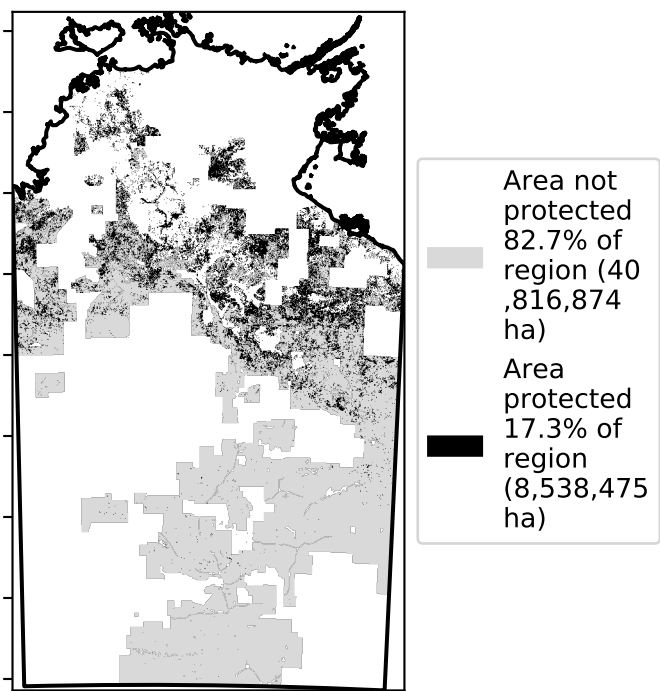 Area not
protected
82.7% of
region (40
,816,874
ha)
Area
protected
17.3% of
region
(8,538,475
ha)